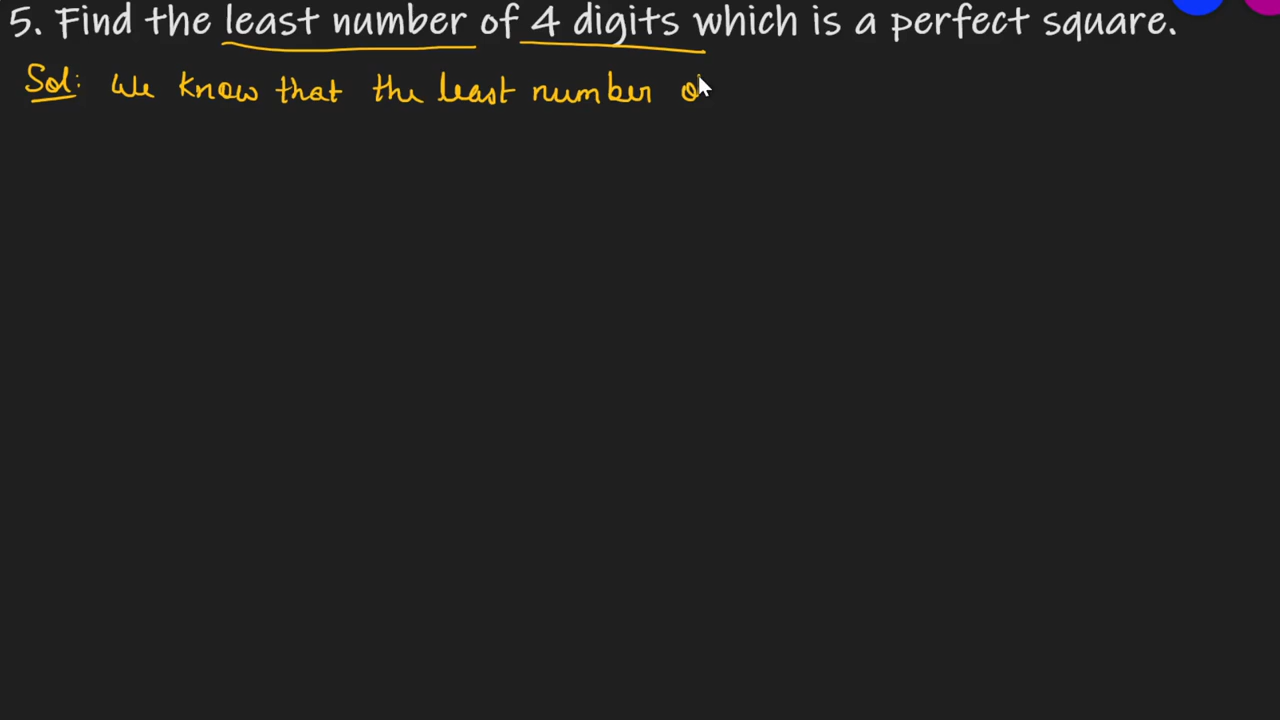 5. Find the least number of 4 digits which is a perfect square.
Sol: We know that the least number